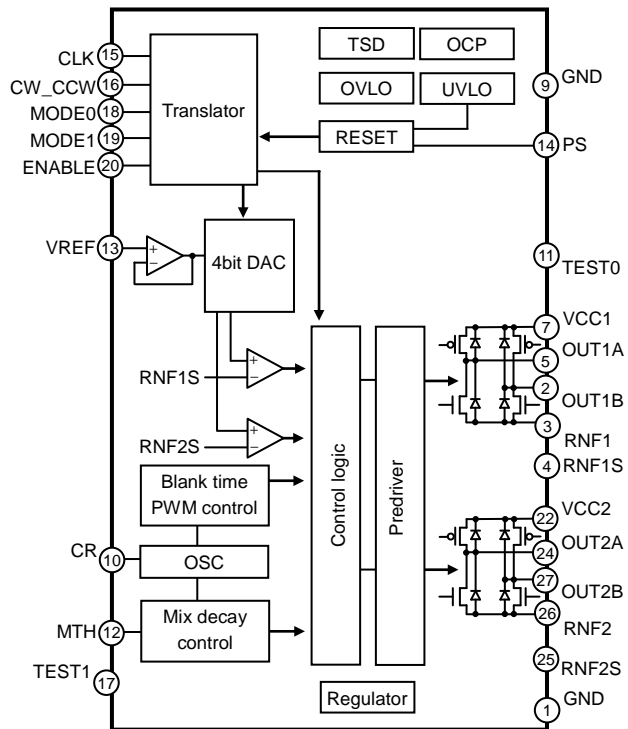 CLK
15
CW_CCW
16
MODE0
18
MODE1
19
ENABLE
20
Translator
TSD
OCP
OVLO
UVLO
RESET
9
GND
14
PS
VREF
13
+
−
4bit DAC
11
TEST0
RNF1S
+
−
RNF2S
+
−
Blank time
PWM control
CR
10
OSC
MTH
12
Mix decay
control
TEST1
17
Control logic
Predriver
7
VCC1
5
OUT1A
2
OUT1B
3
RNF1
4
RNF1S
22
VCC2
24
OUT2A
27
OUT2B
26
RNF2
25
RNF2S
Regulator
1
GND